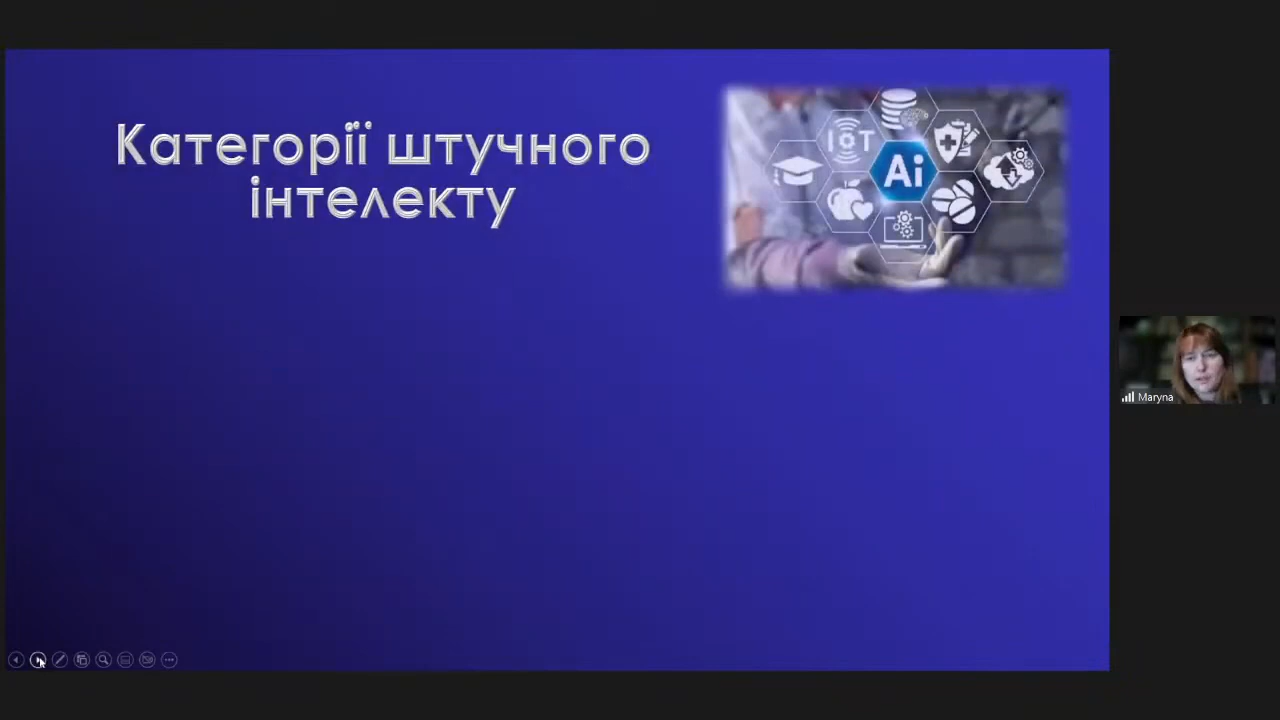 Категорії штучного
інтелекту
IoT
Ai
Maryna